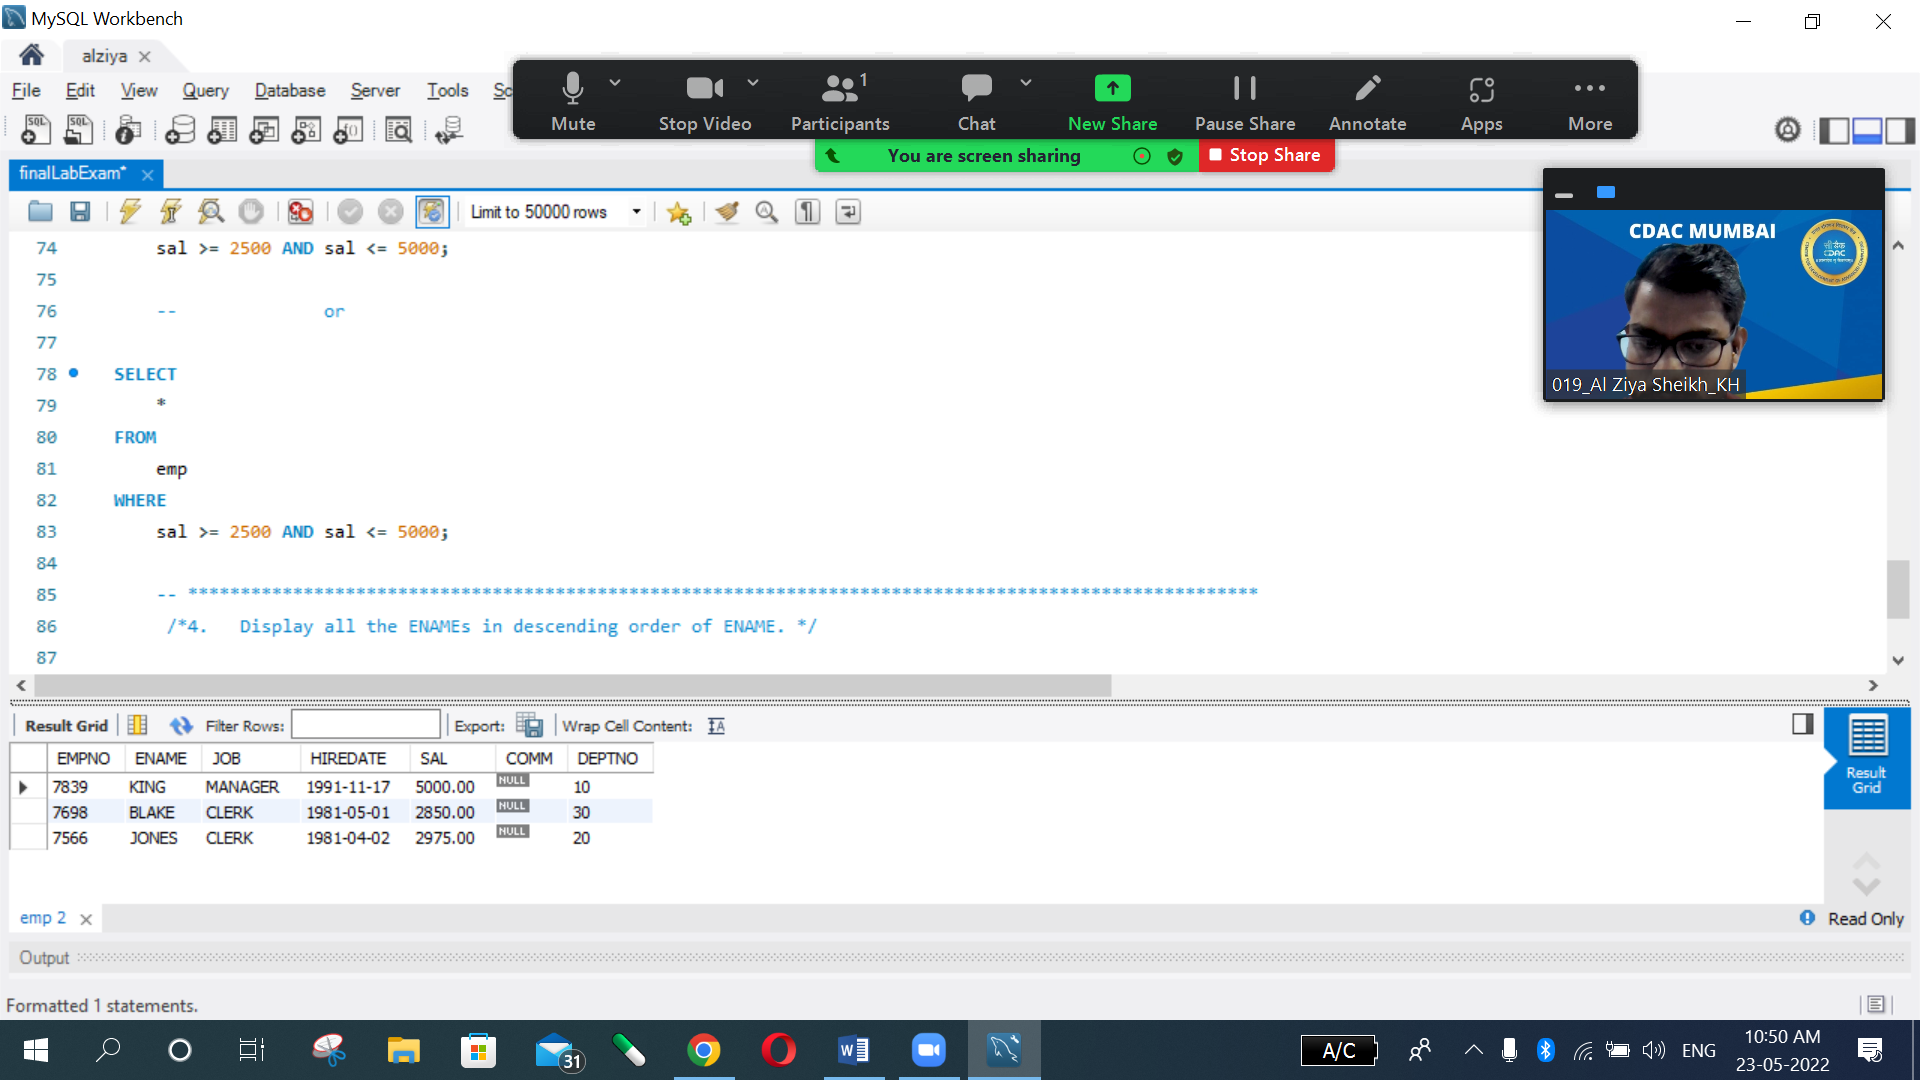 MySQL Workbench
alziya
File Edit View Query Database Server Tools Sc
Mute Stop Video Participants 1 Chat New Share Pause Share Annotate Apps More
You are screen sharing Stop Share
finalLabExam*
Limit to 50000 rows
CDAC MUMBAI
CDAC
019_Al Ziya Sheikh_KH
74 sal >= 2500 AND sal <= 5000;
75
76 -- or
77
78 SELECT
79 *
80 FROM
81 emp
82 WHERE
83 sal >= 2500 AND sal <= 5000;
84
85 -- ******************************************************************************************************
86 /*4. Display all the ENAMEs in descending order of ENAME. */
87
Result Grid Filter Rows: Export: Wrap Cell Content:
EMPNO ENAME JOB HIREDATE SAL COMM DEPTNO
7839 KING MANAGER 1991-11-17 5000.00 NULL 10
7698 BLAKE CLERK 1981-05-01 2850.00 NULL 30
7566 JONES CLERK 1981-04-02 2975.00 NULL 20
Result
Grid
emp 2
Read Only
Output
Formatted 1 statements.
31
A/C
ENG
10:50 AM
23-05-2022